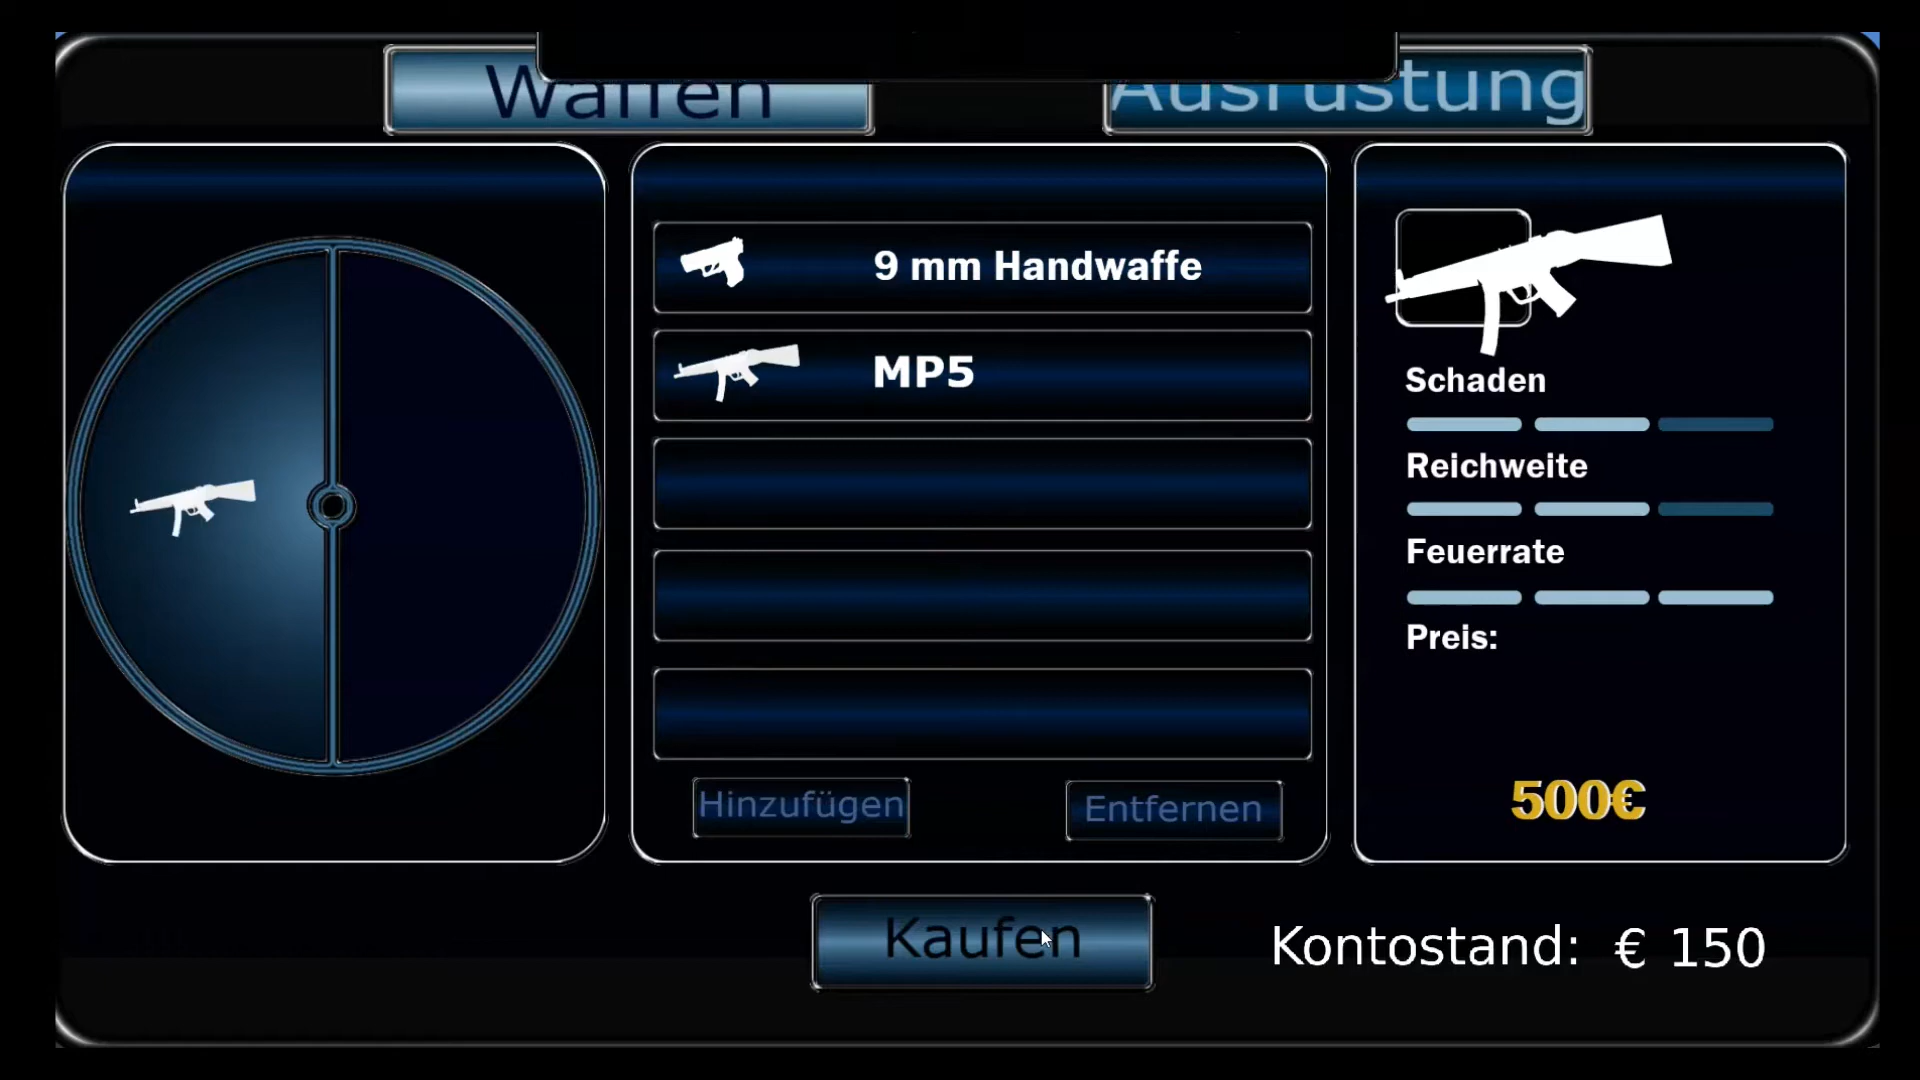 Waffen
Ausrüstung
9 mm Handwaffe
MP5
Hinzufügen
Entfernen
Schaden
Reichweite
Feuerrate
Preis:
500€
Kaufen
Kontostand: € 150